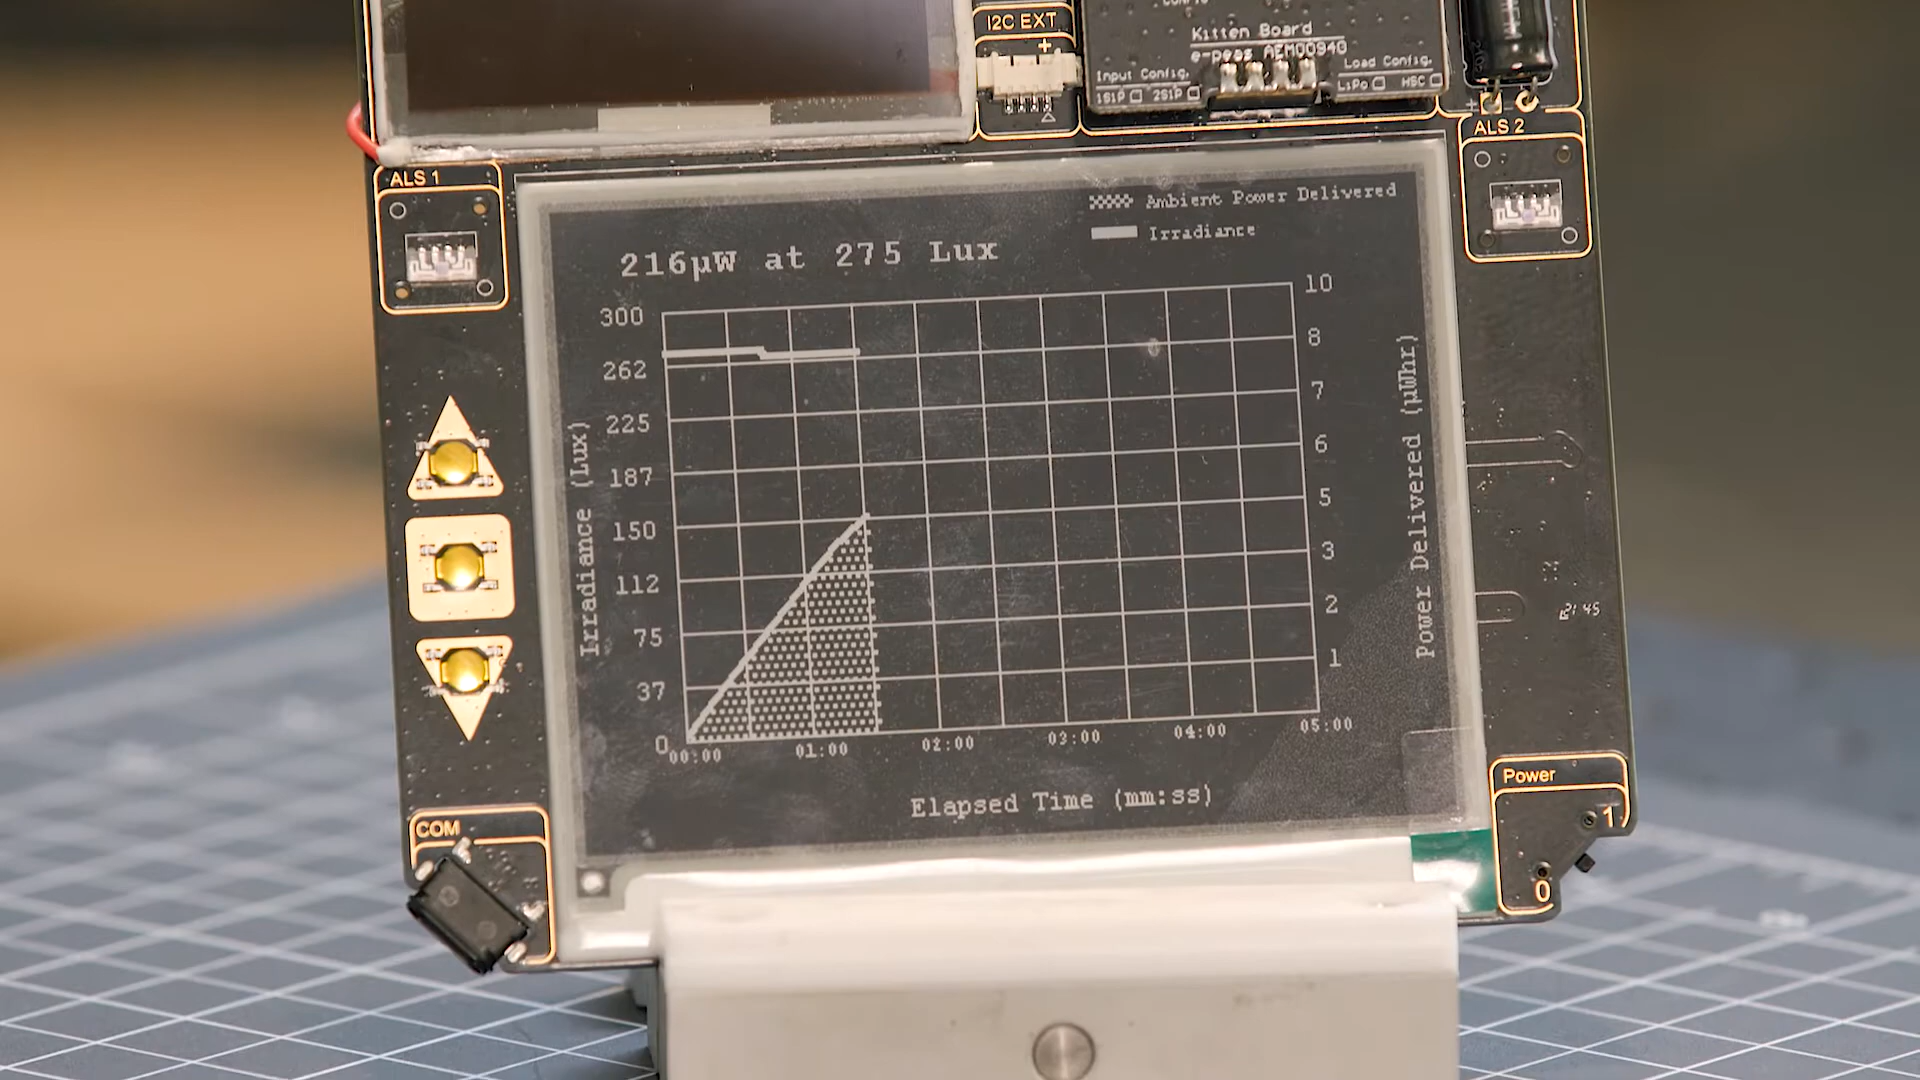 I2C EXT
+
Kitten Board
e-peas AEM00940
Input Config.
1S1P 2S1P
Load Config.
LiPo HSC
ALS 2
ALS 1
Ambient Power Delivered
Irradiance
216µW at 275 Lux
300
262
225
187
150
112
75
37
0
Irradiance (Lux)
10
8
7
6
5
3
2
1
Power Delivered (µWhr)
00:00 01:00 02:00 03:00 04:00 05:00
Elapsed Time (mm:ss)
COM
Power
1
0